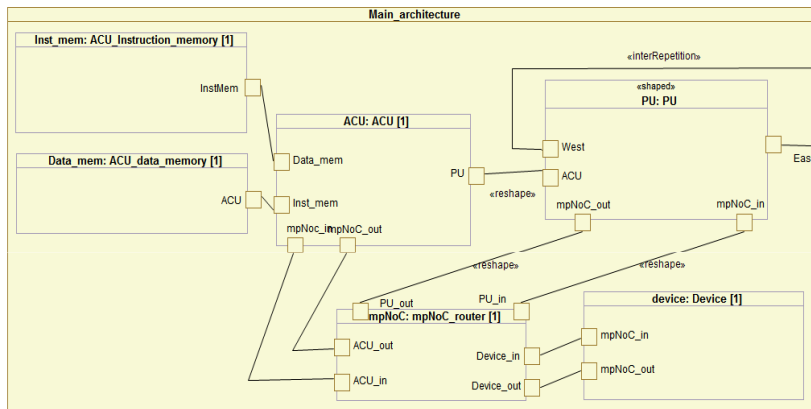 Main_architecture
Inst_mem: ACU_Instruction_memory [1]
InstMem
Data_mem: ACU_data_memory [1]
ACU
ACU: ACU [1]
Data_mem
Inst_mem
PU
mpNoc_in
mpNoC_out
«interRepetition»
«shaped»
PU: PU
West
ACU
Eas
«reshape»
mpNoC_out
mpNoC_in
«reshape»
«reshape»
PU_out
PU_in
mpNoC: mpNoC_router [1]
ACU_out
ACU_in
Device_in
Device_out
device: Device [1]
mpNoC_in
mpNoC_out